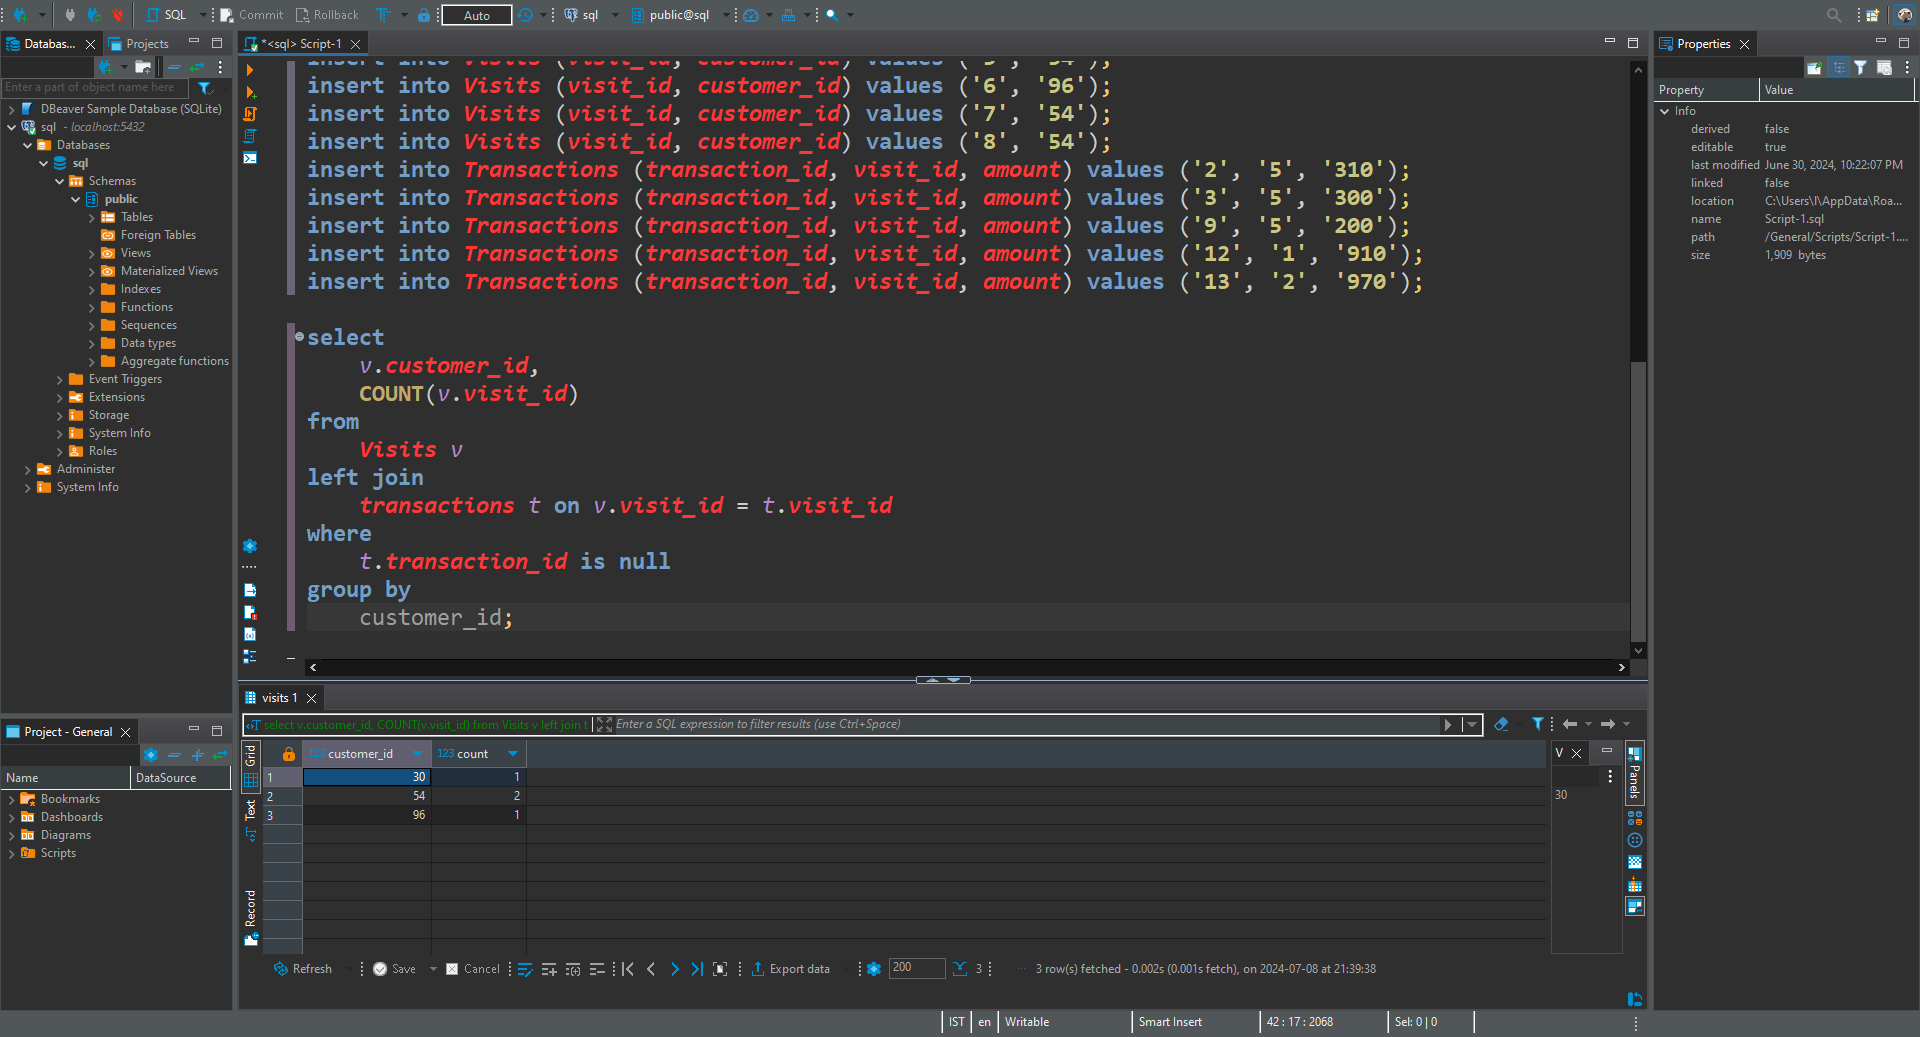 SQL
Commit
Rollback
Auto
sql
public@sql
Databas...
Projects
Enter a part of object name here
DBeaver Sample Database (SQLite)
sql - localhost:5432
Databases
sql
Schemas
public
Tables
Foreign Tables
Views
Materialized Views
Indexes
Functions
Sequences
Data types
Aggregate functions
Event Triggers
Extensions
Storage
System Info
Roles
Administer
System Info
Project - General
Name DataSource
Bookmarks
Dashboards
Diagrams
Scripts
*<sql> Script-1
insert into Visits (visit_id, customer_id) values ('5', '54');
insert into Visits (visit_id, customer_id) values ('6', '96');
insert into Visits (visit_id, customer_id) values ('7', '54');
insert into Visits (visit_id, customer_id) values ('8', '54');
insert into Transactions (transaction_id, visit_id, amount) values ('2', '5', '310');
insert into Transactions (transaction_id, visit_id, amount) values ('3', '5', '300');
insert into Transactions (transaction_id, visit_id, amount) values ('9', '5', '200');
insert into Transactions (transaction_id, visit_id, amount) values ('12', '1', '910');
insert into Transactions (transaction_id, visit_id, amount) values ('13', '2', '970');
select
v.customer_id,
COUNT(v.visit_id)
from
Visits v
left join
transactions t on v.visit_id = t.visit_id
where
t.transaction_id is null
group by
customer_id;
visits 1
select v.customer_id, COUNT(v.visit_id) from Visits v left join t
Enter a SQL expression to filter results (use Ctrl+Space)
Grid
Text
Record
123 customer_id 123 count
1 30 1
2 54 2
3 96 1
V
30
Panels
Refresh
Save
Cancel
Export data
200
3
3 row(s) fetched - 0.002s (0.001s fetch), on 2024-07-08 at 21:39:38
IST
en
Writable
Smart Insert
42 : 17 : 2068
Sel: 0 | 0
Properties
Property Value
Info
derived false
editable true
last modified June 30, 2024, 10:22:07 PM
linked false
location C:\Users\I\AppData\Roa...
name Script-1.sql
path /General/Scripts/Script-1....
size 1,909 bytes